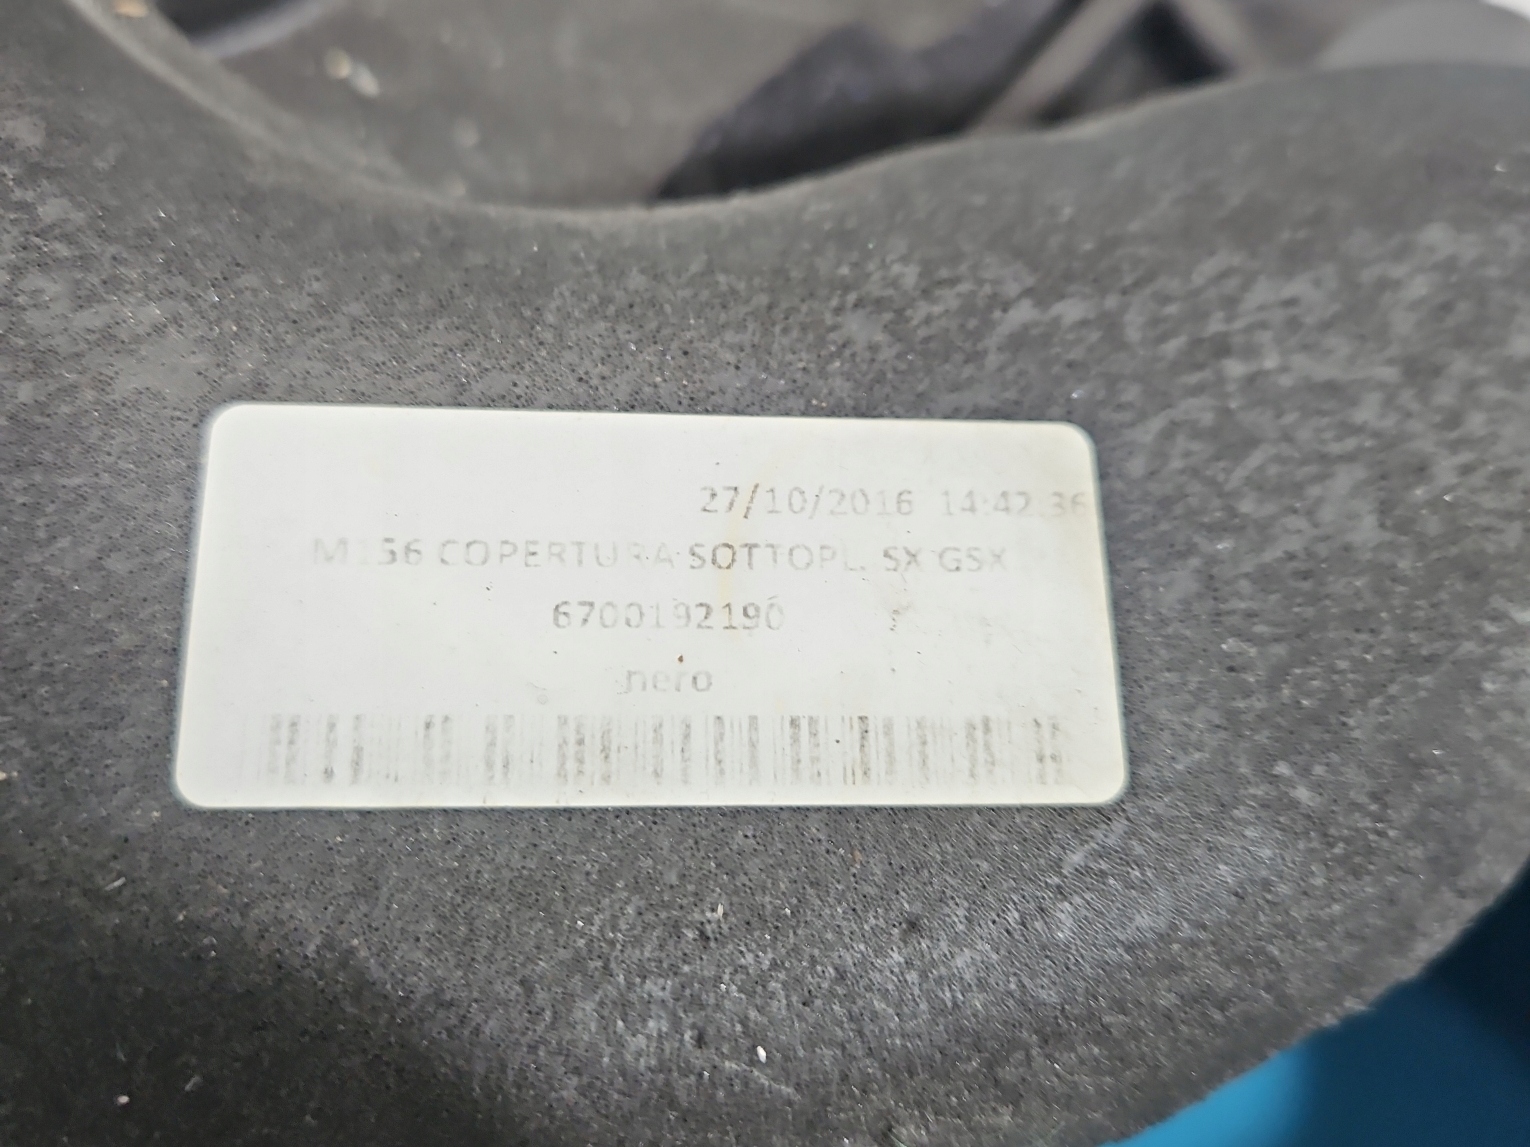 27/10/2016 14:42:36
M156 COPERTURA SOTTOPL. SX GSX
6700192190
nero